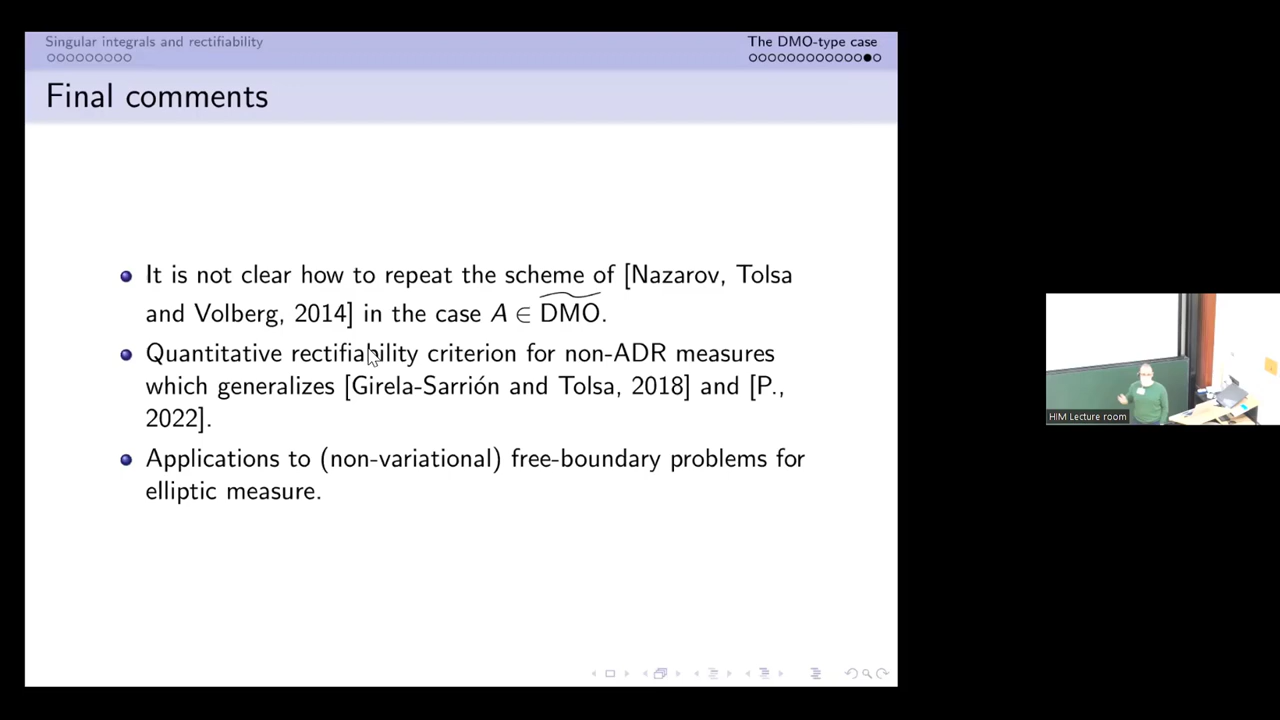 Singular integrals and rectifiability
The DMO-type case
Final comments
It is not clear how to repeat the scheme of [Nazarov, Tolsa
and Volberg, 2014] in the case A ∈ D͠M͠O.
Quantitative rectifiability criterion for non-ADR measures
which generalizes [Girela-Sarrión and Tolsa, 2018] and [P.,
2022].
Applications to (non-variational) free-boundary problems for
elliptic measure.
HIM Lecture room